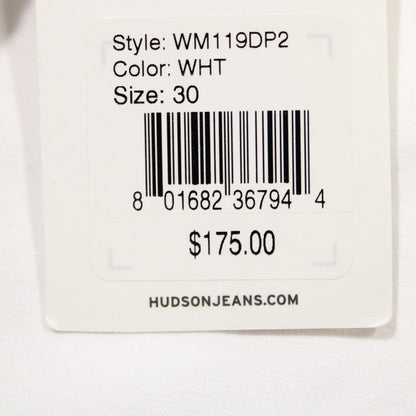 Style: WM119DP2
Color: WHT
Size: 30
8 01682 36794 4
$175.00
HUDSONJEANS.COM